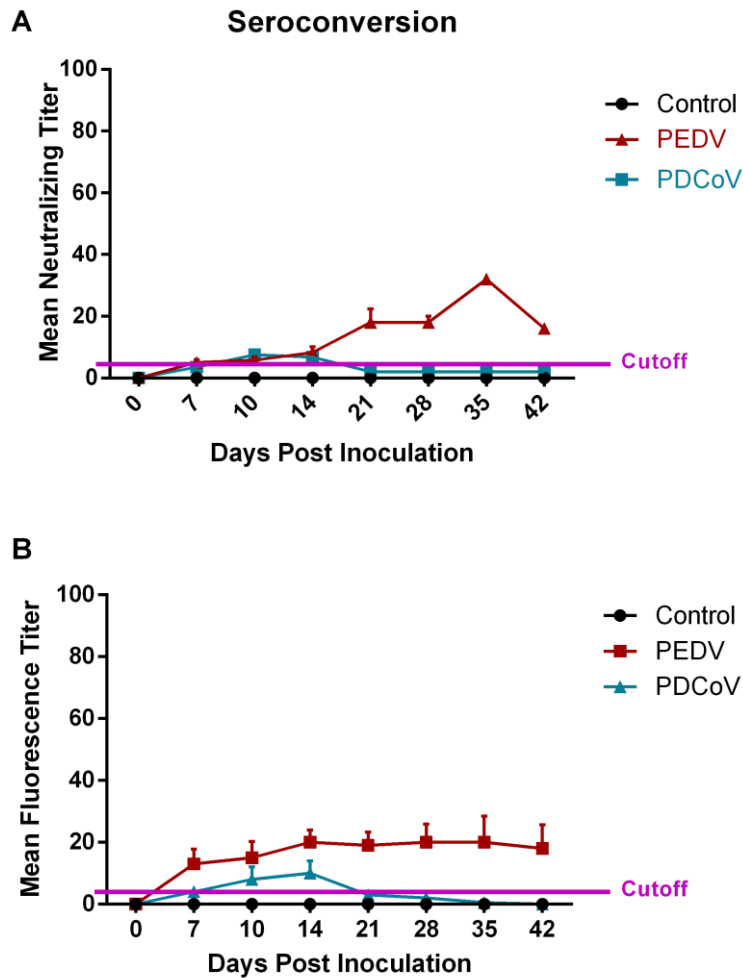 A
Seroconversion
Mean Neutralizing Titer
100
80
60
40
20
0
0 7 10 14 21 28 35 42
Days Post Inoculation
Cutoff
Control
PEDV
PDCoV
B
Mean Fluorescence Titer
100
80
60
40
20
0
0 7 10 14 21 28 35 42
Days Post Inoculation
Cutoff
Control
PEDV
PDCoV